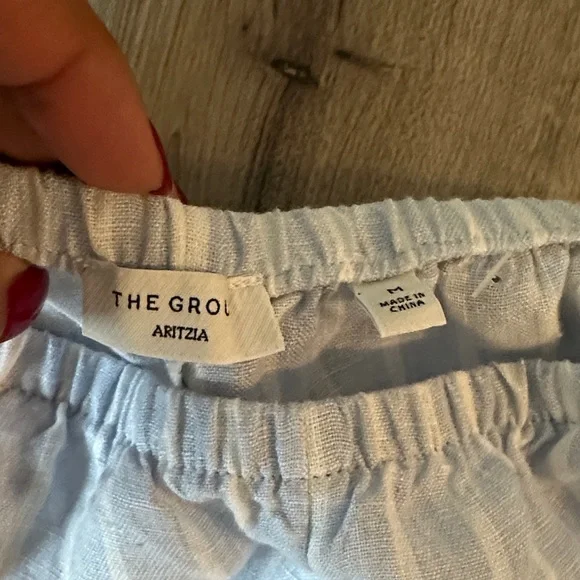 THE GROU
ARITZIA
M
MADE IN
CHINA